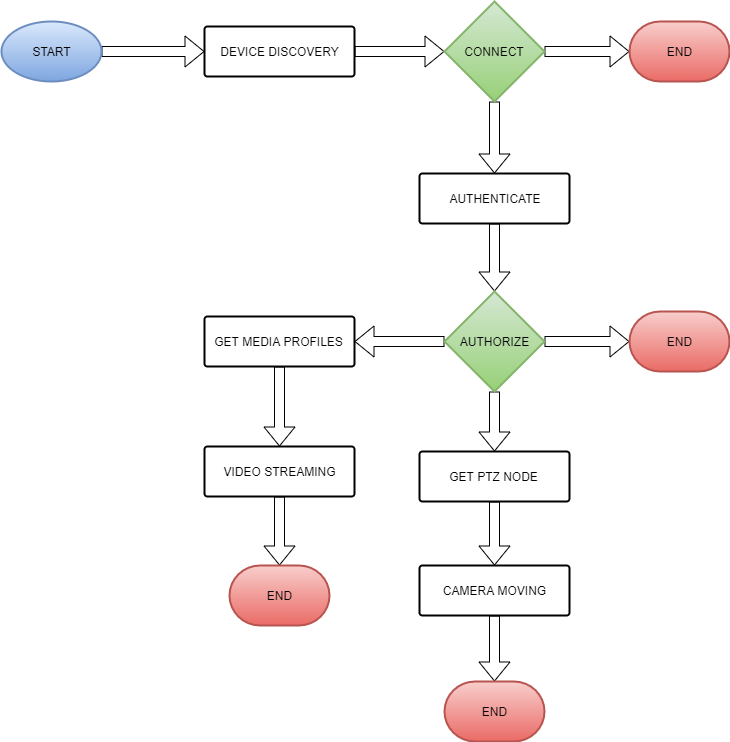 START
DEVICE DISCOVERY
CONNECT
END
AUTHENTICATE
GET MEDIA PROFILES
AUTHORIZE
END
VIDEO STREAMING
GET PTZ NODE
END
CAMERA MOVING
END